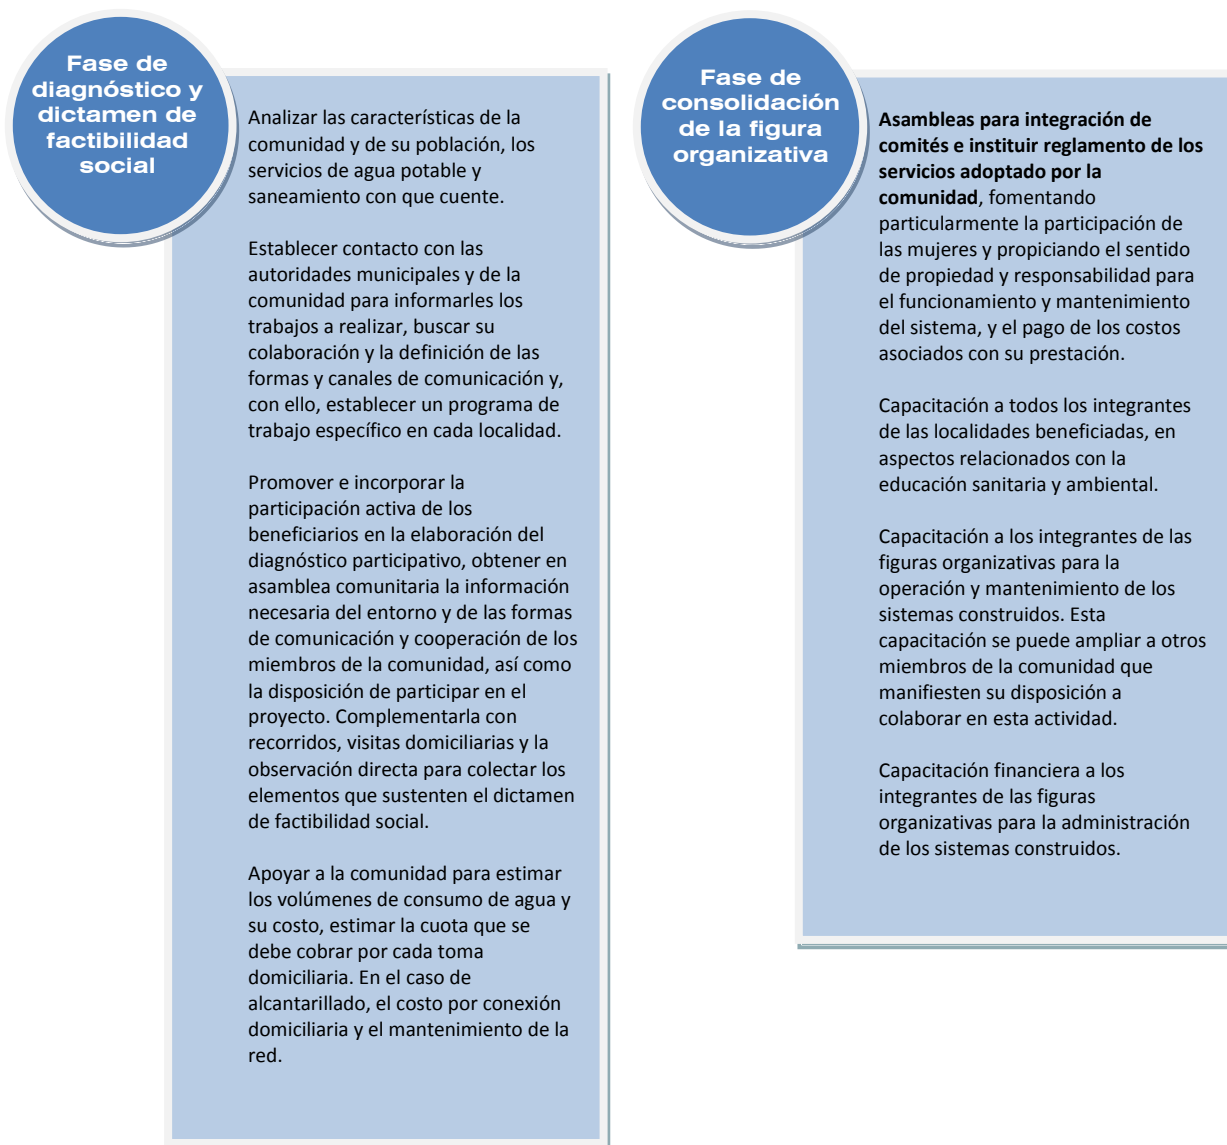 Fase de
diagnóstico y
dictamen de
factibilidad
social
Analizar las características de la
comunidad y de su población, los
servicios de agua potable y
saneamiento con que cuente.
Establecer contacto con las
autoridades municipales y de la
comunidad para informarles los
trabajos a realizar, buscar su
colaboración y la definición de las
formas y canales de comunicación y,
con ello, establecer un programa de
trabajo específico en cada localidad.
Promover e incorporar la
participación activa de los
beneficiarios en la elaboración del
diagnóstico participativo, obtener en
asamblea comunitaria la información
necesaria del entorno y de las formas
de comunicación y cooperación de los
miembros de la comunidad, así como
la disposición de participar en el
proyecto. Complementarla con
recorridos, visitas domiciliarias y la
observación directa para colectar los
elementos que sustenten el dictamen
de factibilidad social.
Apoyar a la comunidad para estimar
los volúmenes de consumo de agua y
su costo, estimar la cuota que se
debe cobrar por cada toma
domiciliaria. En el caso de
alcantarillado, el costo por conexión
domiciliaria y el mantenimiento de la
red.
Fase de
consolidación
de la figura
organizativa
Asambleas para integración de
comités e instituir reglamento de los
servicios adoptado por la
comunidad, fomentando
particularmente la participación de
las mujeres y propiciando el sentido
de propiedad y responsabilidad para
el funcionamiento y mantenimiento
del sistema, y el pago de los costos
asociados con su prestación.
Capacitación a todos los integrantes
de las localidades beneficiadas, en
aspectos relacionados con la
educación sanitaria y ambiental.
Capacitación a los integrantes de las
figuras organizativas para la
operación y mantenimiento de los
sistemas construidos. Esta
capacitación se puede ampliar a otros
miembros de la comunidad que
manifiesten su disposición a
colaborar en esta actividad.
Capacitación financiera a los
integrantes de las figuras
organizativas para la administración
de los sistemas construidos.